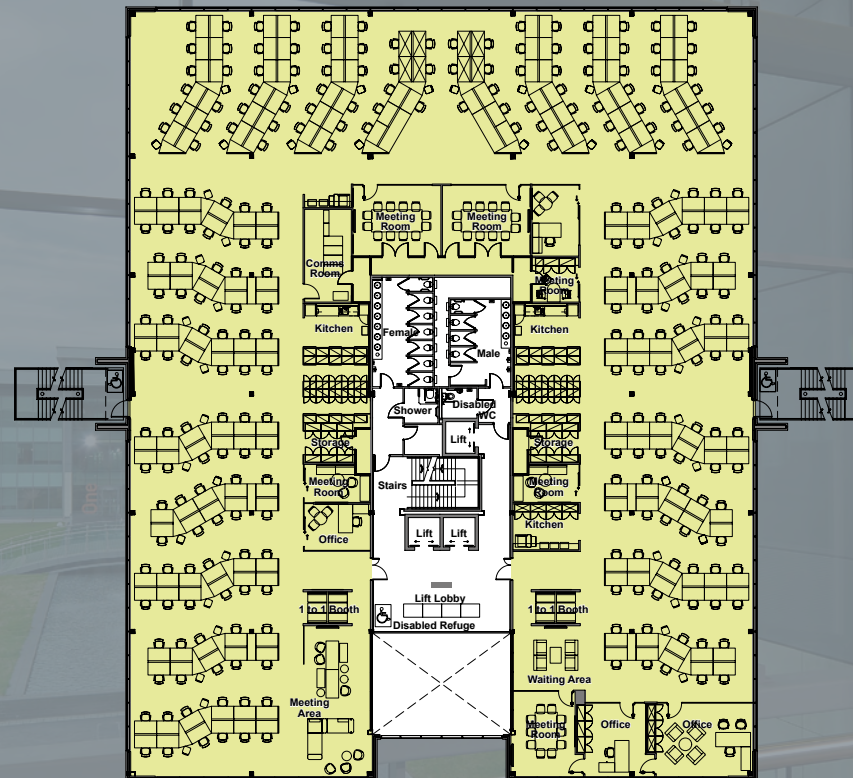 Meeting
Room
Meeting
Room
Comms
Room
Meeting
Room
Kitchen
Female
Kitchen
Male
Shower
Disabled
WC
Storage
Lift
Storage
Meeting
Room
Stairs
Meeting
Room
Kitchen
Office
Lift
Lift
Lift Lobby
1 to 1 Booth
1 to 1 Booth
Disabled Refuge
Waiting Area
Meeting
Area
Meeting
Room
Office
Office